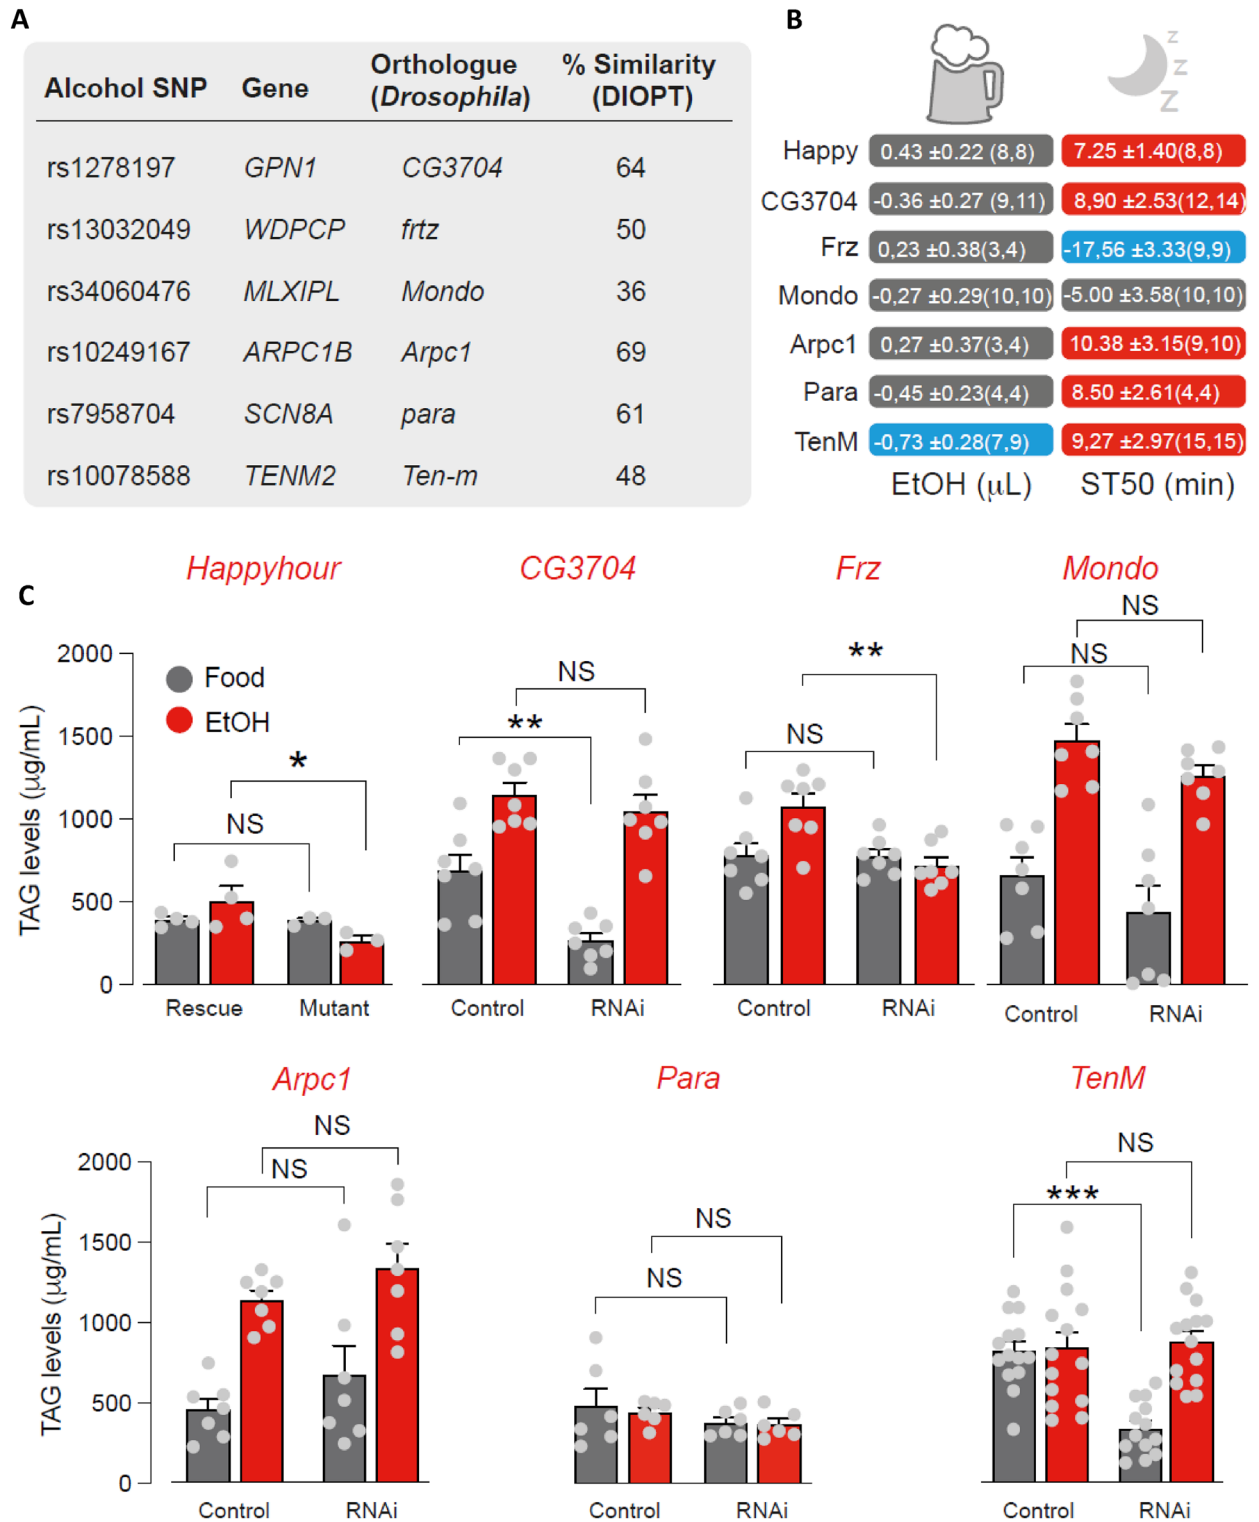 A
Alcohol SNP Gene Orthologue (Drosophila) % Similarity (DIOPT)
rs1278197 GPN1 CG3704 64
rs13032049 WDPCP frtz 50
rs34060476 MLXIPL Mondo 36
rs10249167 ARPC1B Arpc1 69
rs7958704 SCN8A para 61
rs10078588 TENM2 Ten-m 48
B
z
z
z
Happy 0.43 ±0.22 (8,8) 7.25 ±1.40(8,8)
CG3704 -0.36 ±0.27 (9,11) 8,90 ±2.53(12,14)
Frz 0,23 ±0.38(3,4) -17,56 ±3.33(9,9)
Mondo -0,27 ±0.29(10,10) -5.00 ±3.58(10,10)
Arpc1 0,27 ±0.37(3,4) 10.38 ±3.15(9,10)
Para -0,45 ±0.23(4,4) 8.50 ±2.61(4,4)
TenM -0,73 ±0.28(7,9) 9,27 ±2.97(15,15)
EtOH (µL) ST50 (min)
C
Happyhour CG3704 Frz Mondo
TAG levels (µg/mL)
2000
1500
1000
500
0
Food
EtOH
*
NS
Rescue Mutant
NS
**
Control RNAi
**
NS
Control RNAi
NS
NS
Control RNAi
Arpc1 Para TenM
TAG levels (µg/mL)
2000
1500
1000
500
0
NS
NS
Control RNAi
NS
NS
Control RNAi
NS
***
Control RNAi